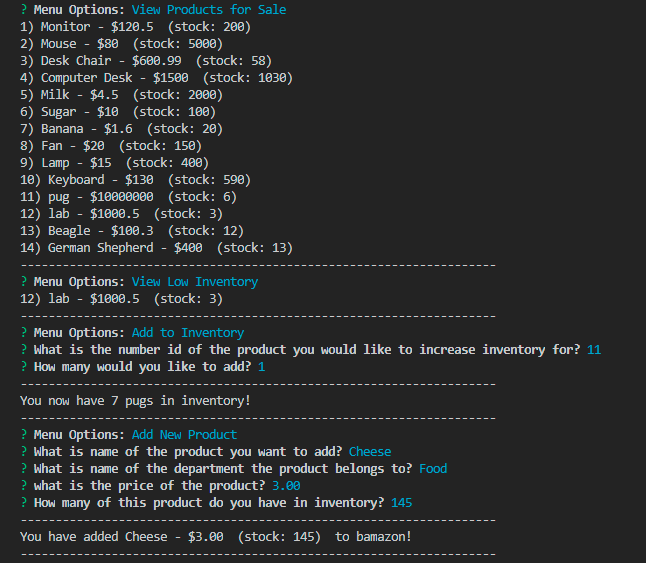 ? Menu Options: View Products for Sale
1) Monitor - $120.5  (stock: 200)
2) Mouse - $80  (stock: 5000)
3) Desk Chair - $600.99  (stock: 58)
4) Computer Desk - $1500  (stock: 1030)
5) Milk - $4.5  (stock: 2000)
6) Sugar - $10  (stock: 100)
7) Banana - $1.6  (stock: 20)
8) Fan - $20  (stock: 150)
9) Lamp - $15  (stock: 400)
10) Keyboard - $130  (stock: 590)
11) pug - $10000000  (stock: 6)
12) lab - $1000.5  (stock: 3)
13) Beagle - $100.3  (stock: 12)
14) German Shepherd - $400  (stock: 13)
--------------------------------------------------------------------
? Menu Options: View Low Inventory
12) lab - $1000.5  (stock: 3)
--------------------------------------------------------------------
? Menu Options: Add to Inventory
? What is the number id of the product you would like to increase inventory for? 11
? How many would you like to add? 1
--------------------------------------------------------------------
You now have 7 pugs in inventory!
--------------------------------------------------------------------
? Menu Options: Add New Product
? What is name of the product you want to add? Cheese
? What is name of the department the product belongs to? Food
? what is the price of the product? 3.00
? How many of this product do you have in inventory? 145
--------------------------------------------------------------------
You have added Cheese - $3.00  (stock: 145)  to bamazon!
--------------------------------------------------------------------